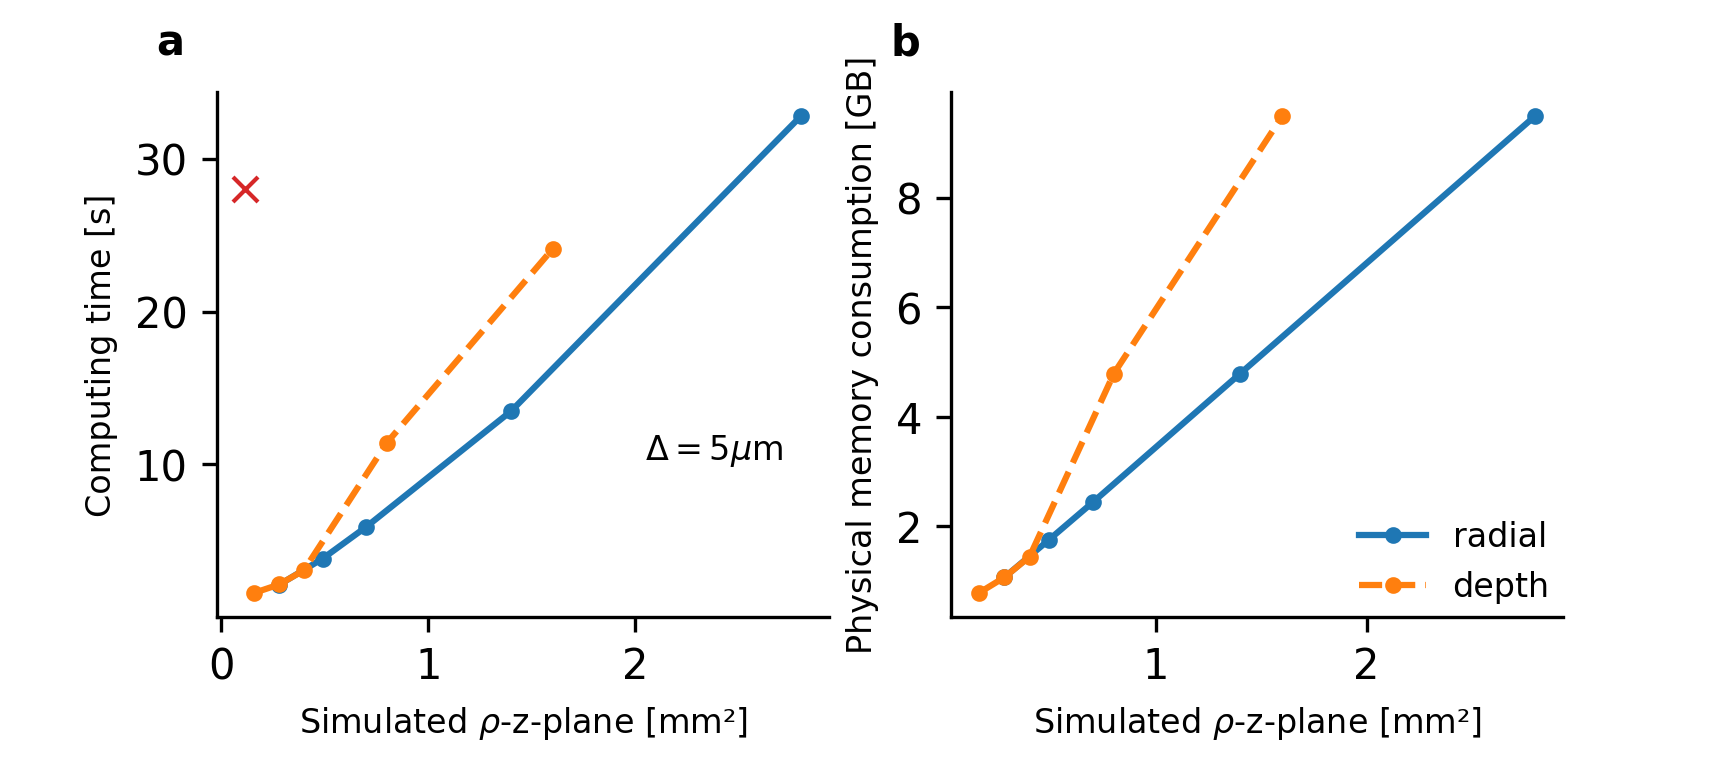 a
Computing time [s]
30
20
10
Δ = 5μm
0
1
2
Simulated ρ-z-plane [mm²]
b
Physical memory consumption [GB]
8
6
4
2
radial
depth
1
2
Simulated ρ-z-plane [mm²]